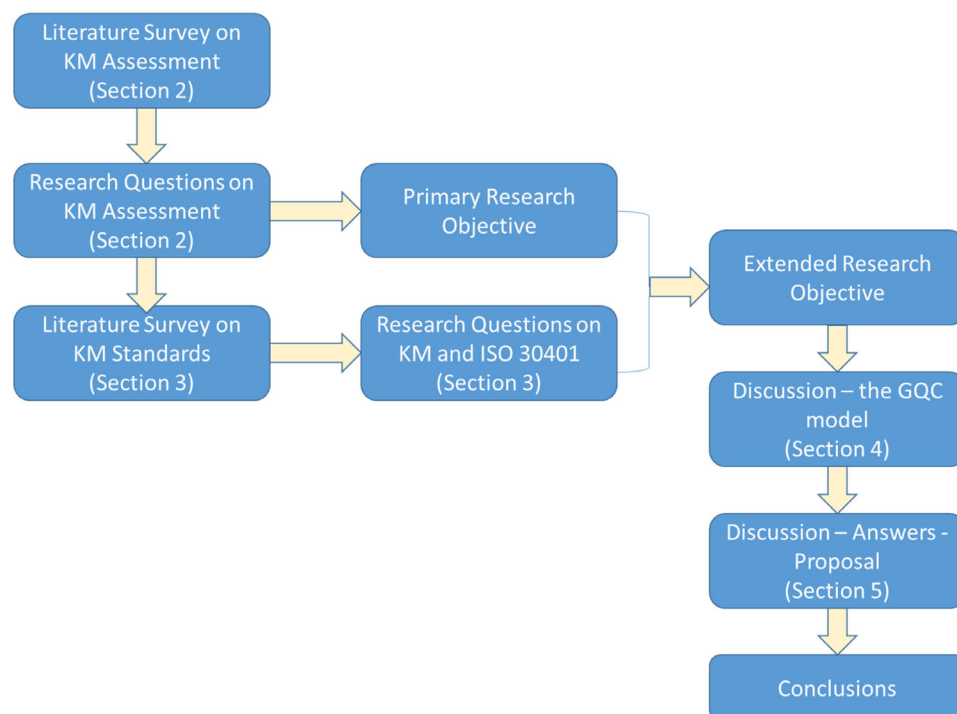 Literature Survey on
KM Assessment
(Section 2)
Research Questions on
KM Assessment
(Section 2)
Primary Research
Objective
Literature Survey on
KM Standards
(Section 3)
Research Questions on
KM and ISO 30401
(Section 3)
Extended Research
Objective
Discussion – the GQC
model
(Section 4)
Discussion – Answers -
Proposal
(Section 5)
Conclusions